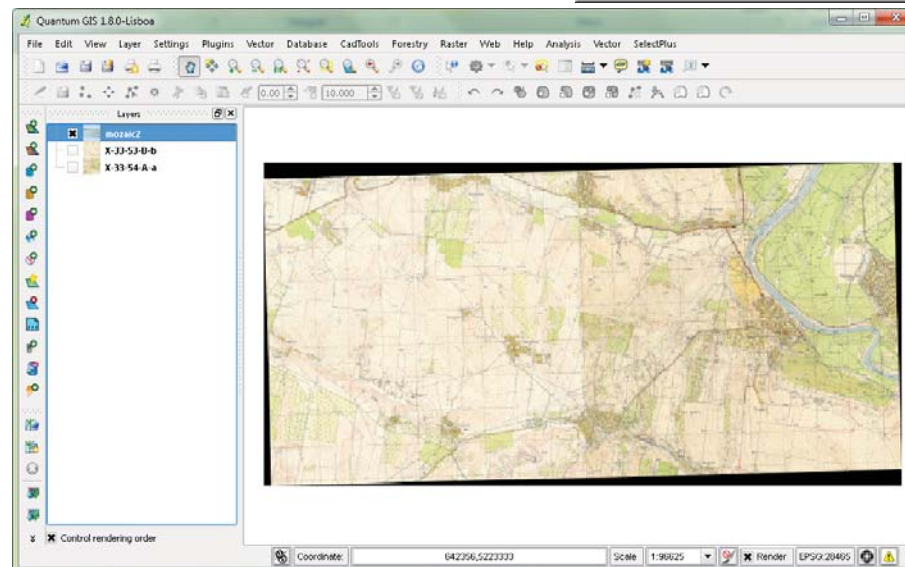 Quantum GIS 1.8.0-Lisboa
File Edit View Layer Settings Plugins Vector Database CadTools Forestry Raster Web Help Analysis Vector SelectPlus
0.00 10.000
Layers
mozaic2
X-33-53-B-b
X-33-54-A-a
Control rendering order
Coordinate: 642356,5223333 Scale 1:96625 Render EPSG:28465